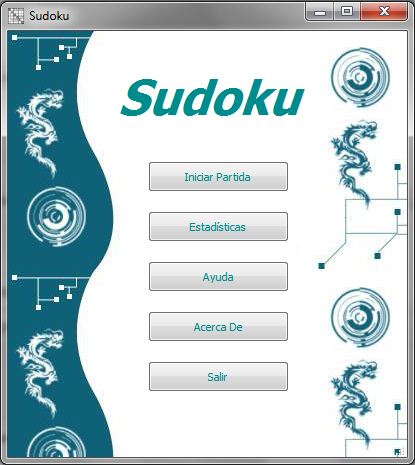 Sudoku
Sudoku
Iniciar Partida
Estadísticas
Ayuda
Acerca De
Salir